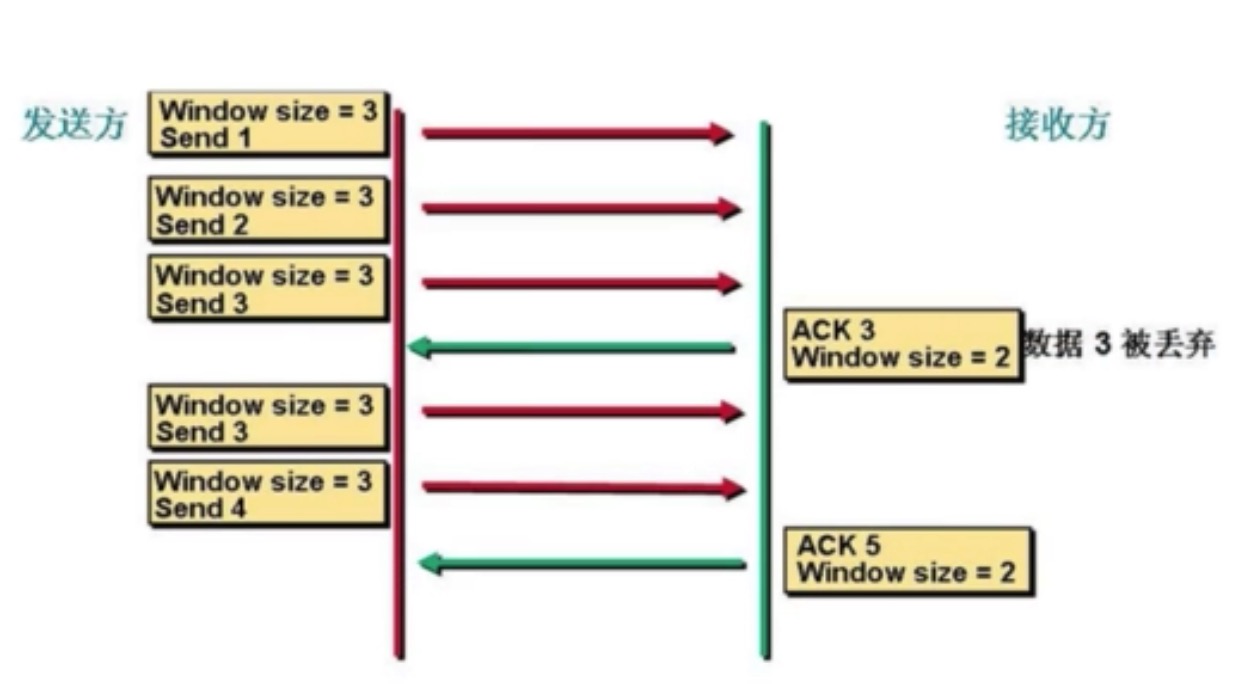 发送方
Window size = 3
Send 1
接收方
Window size = 3
Send 2
Window size = 3
Send 3
ACK 3
Window size = 2
数据 3 被丢弃
Window size = 3
Send 3
Window size = 3
Send 4
ACK 5
Window size = 2